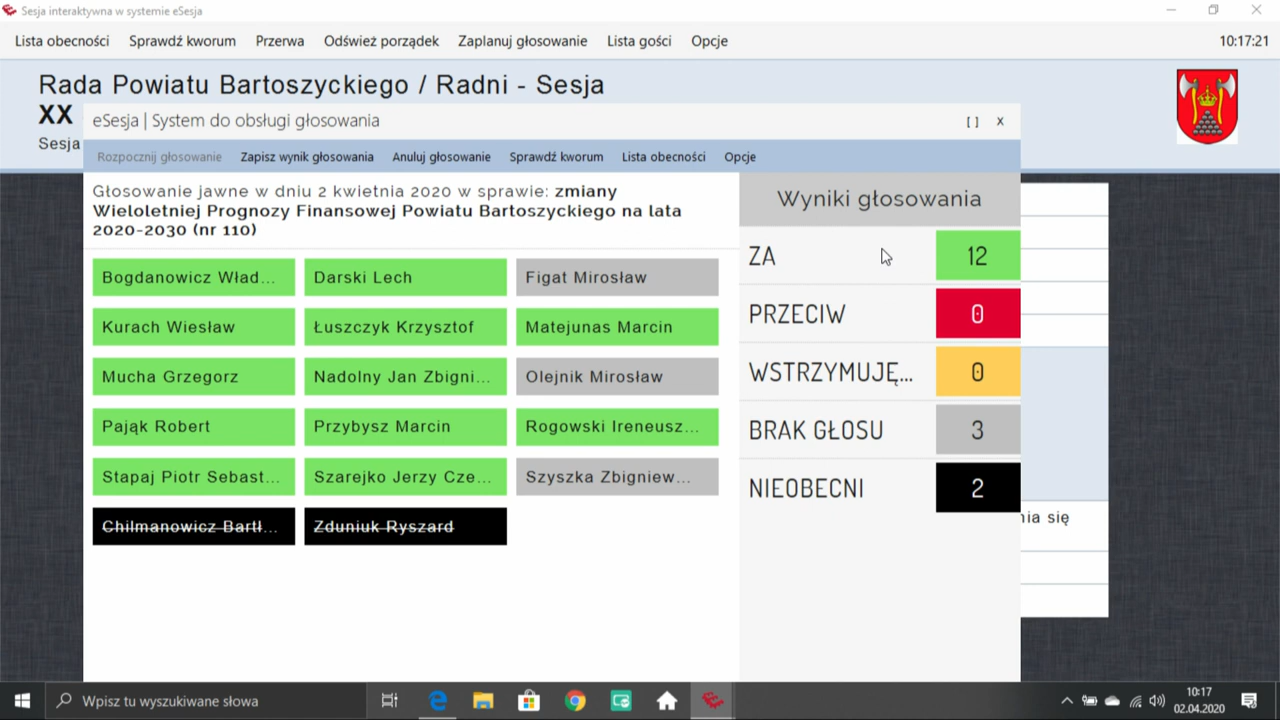 Sesja interaktywna w systemie eSesja
Lista obecności Sprawdź kworum Przerwa Odśwież porządek Zaplanuj głosowanie Lista gości Opcje 10:17:21
Rada Powiatu Bartoszyckiego / Radni - Sesja
XX
Sesja
eSesja | System do obsługi głosowania [ ] x
Rozpocznij głosowanie Zapisz wynik głosowania Anuluj głosowanie Sprawdź kworum Lista obecności Opcje
Głosowanie jawne w dniu 2 kwietnia 2020 w sprawie: zmiany
Wieloletniej Prognozy Finansowej Powiatu Bartoszyckiego na lata
2020-2030 (nr 110)
Wyniki głosowania
ZA 12
PRZECIW 0
WSTRZYMUJĘ... 0
BRAK GŁOSU 3
NIEOBECNI 2
Bogdanowicz Wład... Darski Lech Figat Mirosław
Kurach Wiesław Łuszczyk Krzysztof Matejunas Marcin
Mucha Grzegorz Nadolny Jan Zbigni... Olejnik Mirosław
Pająk Robert Przybysz Marcin Rogowski Ireneusz...
Stapaj Piotr Sebast... Szarejko Jerzy Cze... Szyszka Zbigniew...
Chilmanowicz Bartł... Zduniuk Ryszard
nia się
Wpisz tu wyszukiwane słowa
10:17
02.04.2020